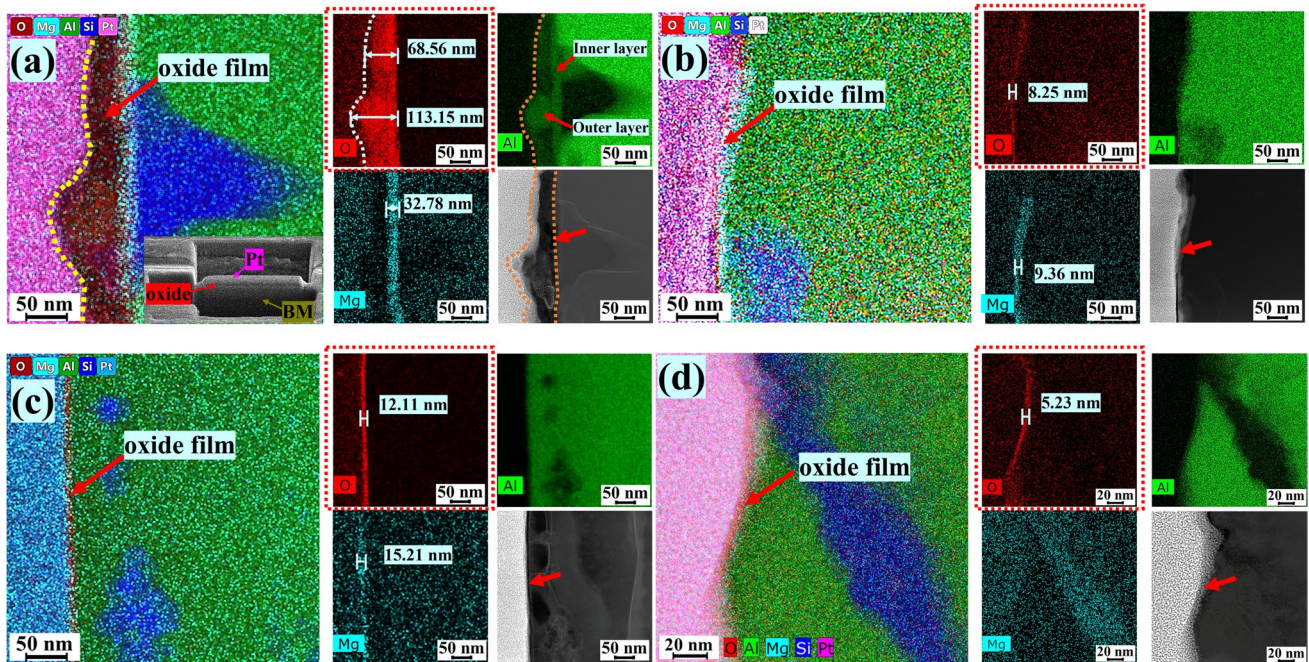 O Mg Al Si Pt
(a)
oxide film
50 nm
Pt
oxide
BM
68.56 nm
113.15 nm
O
50 nm
Inner layer
Outer layer
Al
50 nm
32.78 nm
Mg
50 nm
50 nm
O Mg Al Si Pt
(b)
oxide film
50 nm
8.25 nm
O
50 nm
Al
50 nm
9.36 nm
Mg
50 nm
50 nm
O Mg Al Si Pt
(c)
oxide film
50 nm
12.11 nm
O
50 nm
Al
50 nm
15.21 nm
Mg
50 nm
50 nm
(d)
oxide film
20 nm
O Al Mg Si Pt
5.23 nm
O
20 nm
Al
20 nm
Mg
20 nm
20 nm